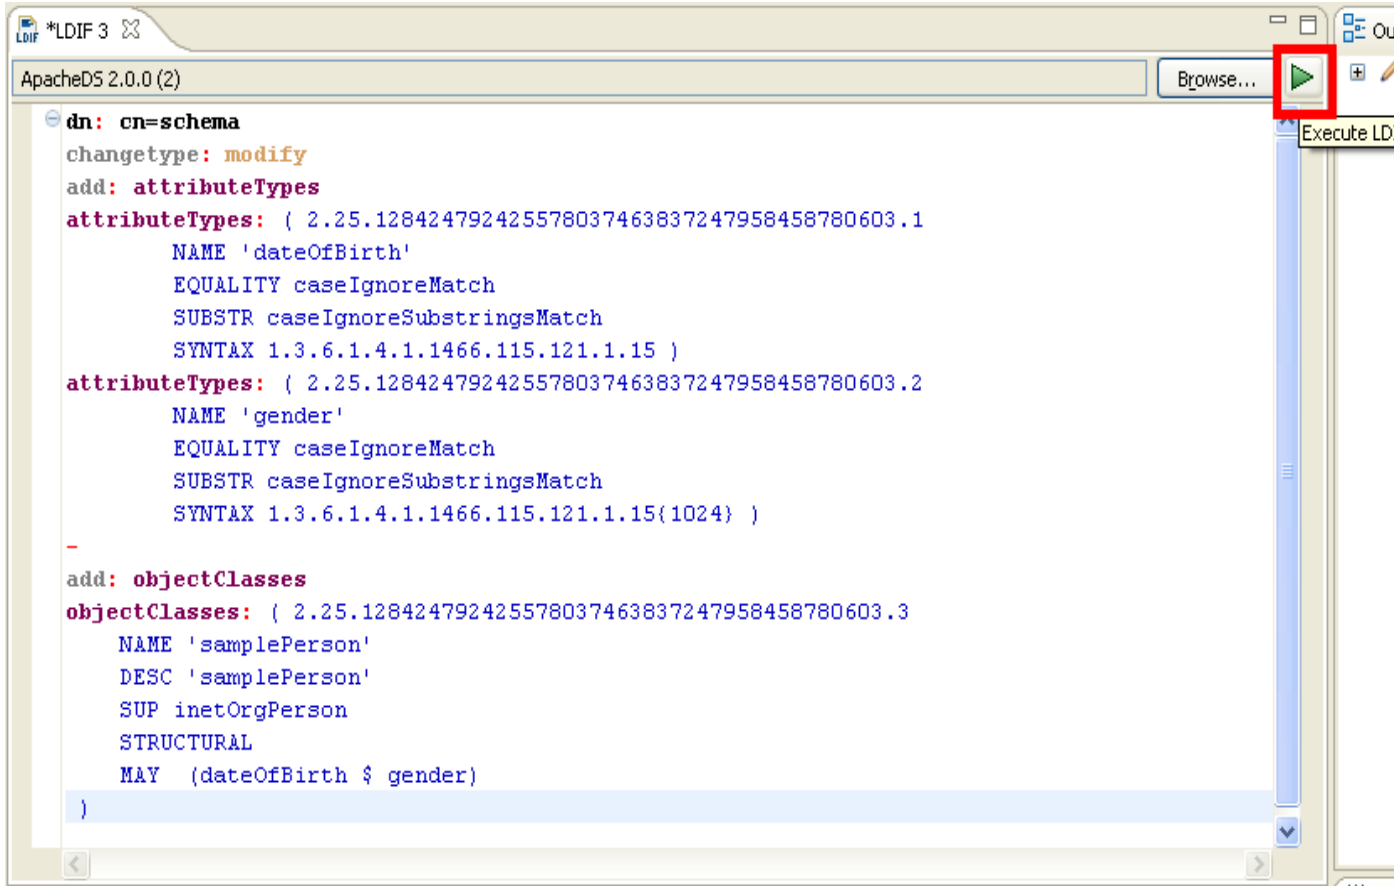 *LDIF 3
Ou
ApacheDS 2.0.0 (2)
Browse...
Execute LD
dn: cn=schema
changetype: modify
add: attributeTypes
attributeTypes: ( 2.25.128424792425578037463837247958458780603.1
NAME 'dateOfBirth'
EQUALITY caseIgnoreMatch
SUBSTR caseIgnoreSubstringsMatch
SYNTAX 1.3.6.1.4.1.1466.115.121.1.15 )
attributeTypes: ( 2.25.128424792425578037463837247958458780603.2
NAME 'gender'
EQUALITY caseIgnoreMatch
SUBSTR caseIgnoreSubstringsMatch
SYNTAX 1.3.6.1.4.1.1466.115.121.1.15{1024} )
-
add: objectClasses
objectClasses: ( 2.25.128424792425578037463837247958458780603.3
NAME 'samplePerson'
DESC 'samplePerson'
SUP inetOrgPerson
STRUCTURAL
MAY  (dateOfBirth $ gender)
)